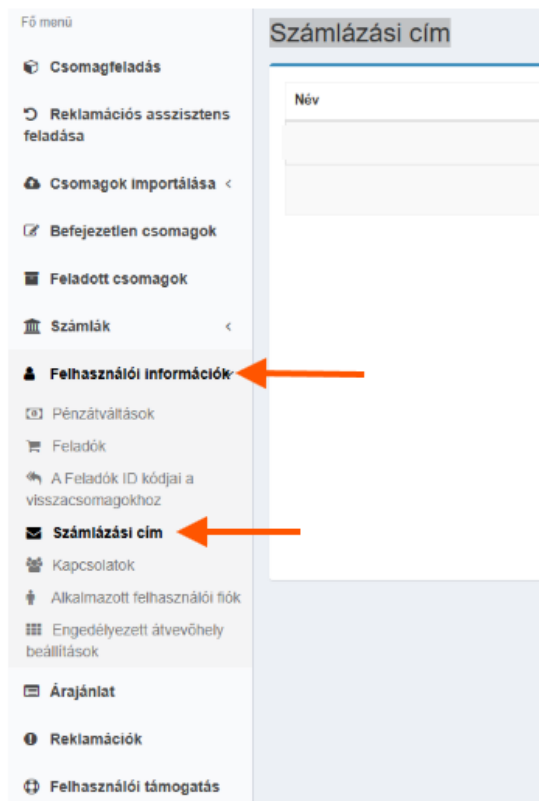 Fő menü
Csomagfeladás
Reklamációs asszisztens
feladása
Csomagok importálása
Befejezetlen csomagok
Feladott csomagok
Számlák
Felhasználói információk
Pénzátváltások
Feladók
A Feladók ID kódjai a
visszacsomagokhoz
Számlázási cím
Kapcsolatok
Alkalmazott felhasználói fiók
Engedélyezett átvevõhely
beállítások
Árajánlat
Reklamációk
Felhasználói támogatás
Számlázási cím
Név